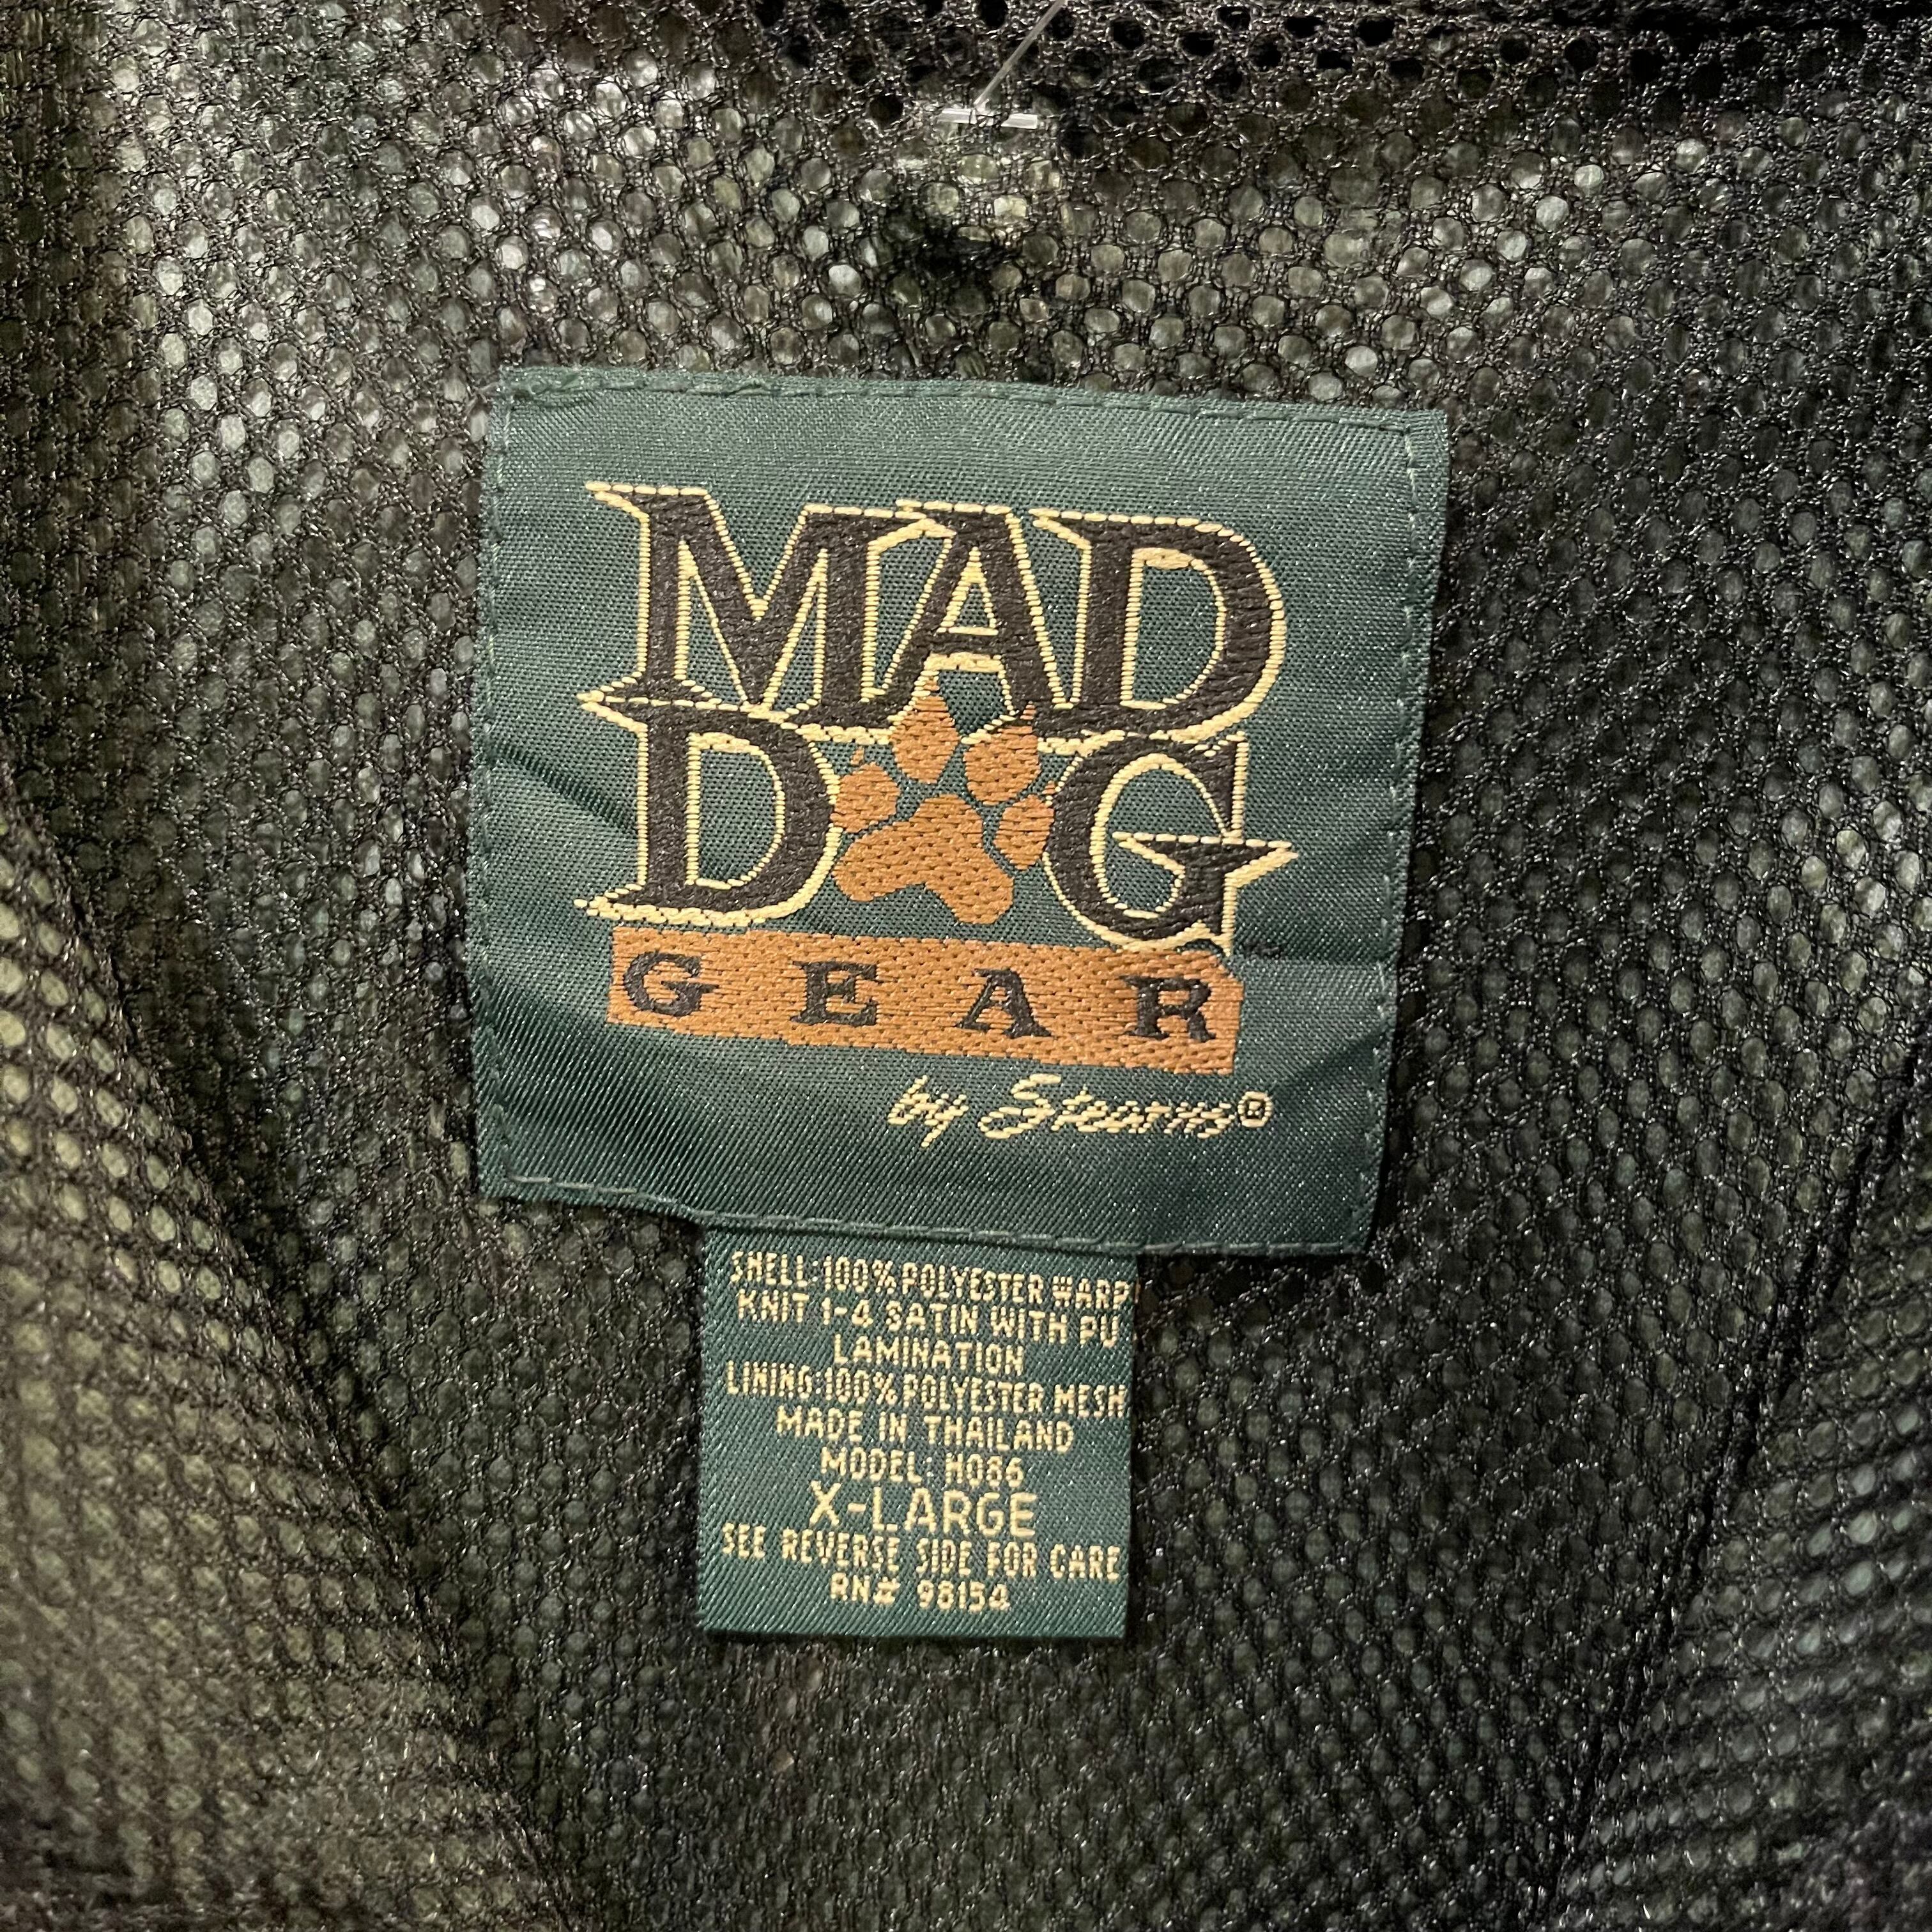 MAD
DOG
GEAR
by Stearns®
SHELL:100% POLYESTER WARP
KNIT 1-4 SATIN WITH PU
LAMINATION
LINING:100% POLYESTER MESH
MADE IN THAILAND
MODEL: H086
X-LARGE
SEE REVERSE SIDE FOR CARE
RN# 98154